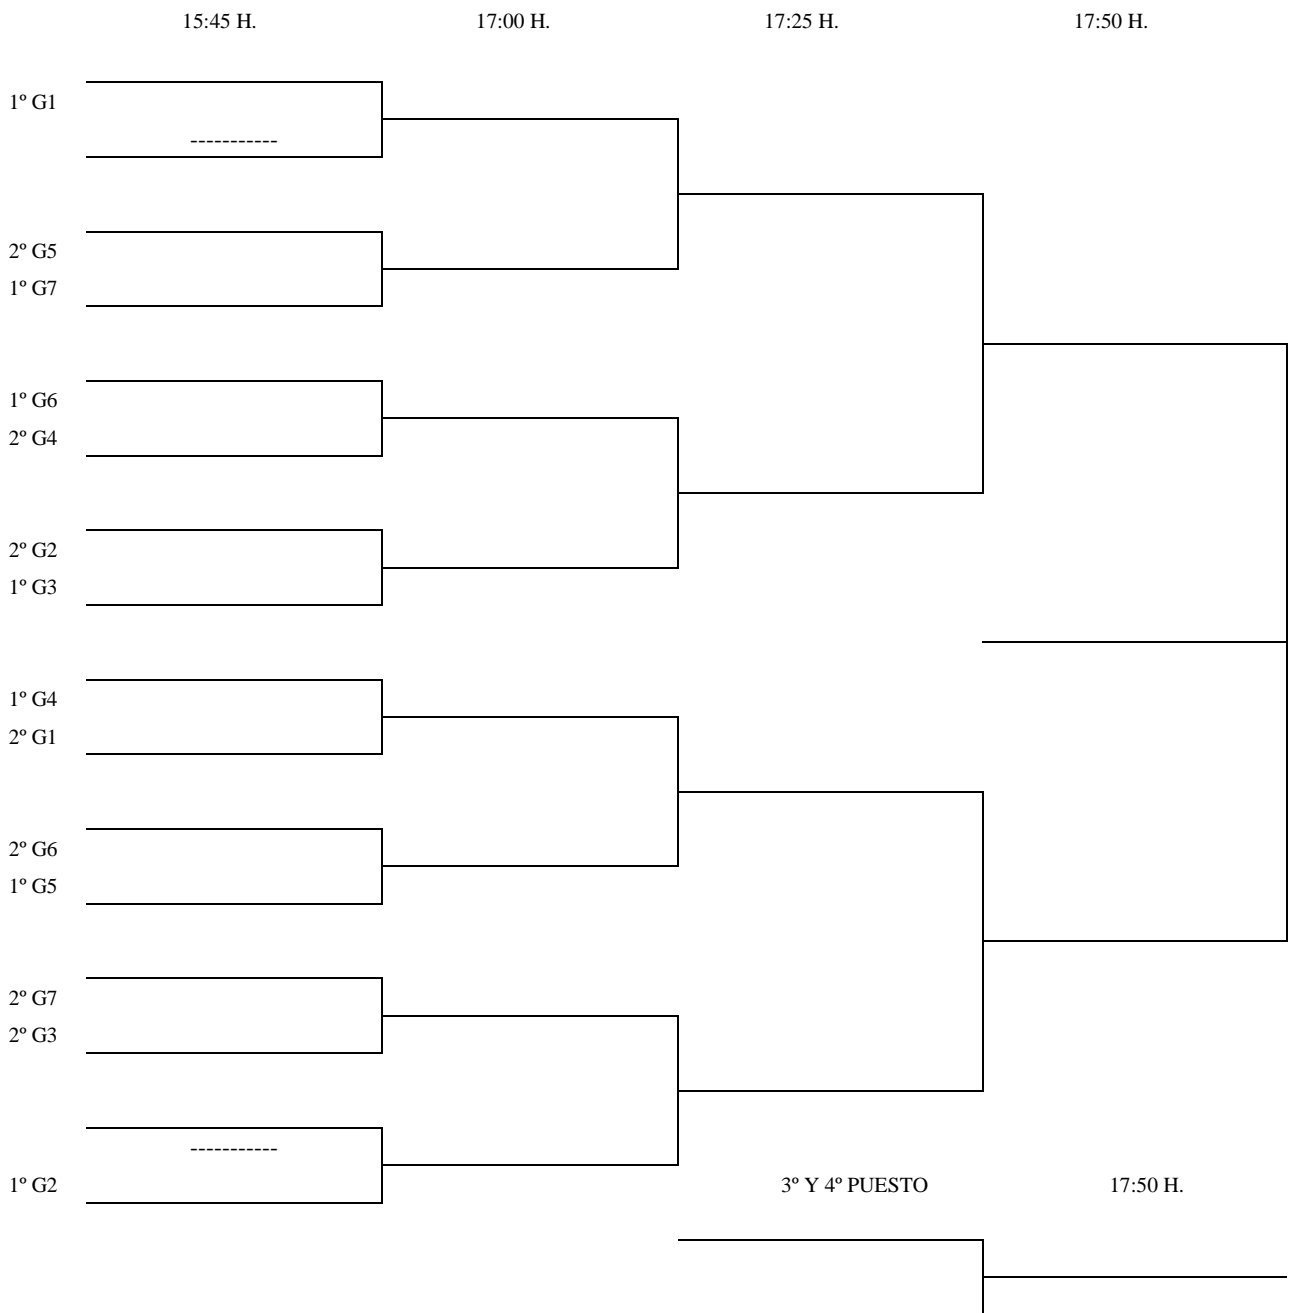 15:45 H. 17:00 H. 17:25 H. 17:50 H.
1º G1
-----------
2º G5
1º G7
1º G6
2º G4
2º G2
1º G3
1º G4
2º G1
2º G6
1º G5
2º G7
2º G3
-----------
1º G2 3º Y 4º PUESTO 17:50 H.